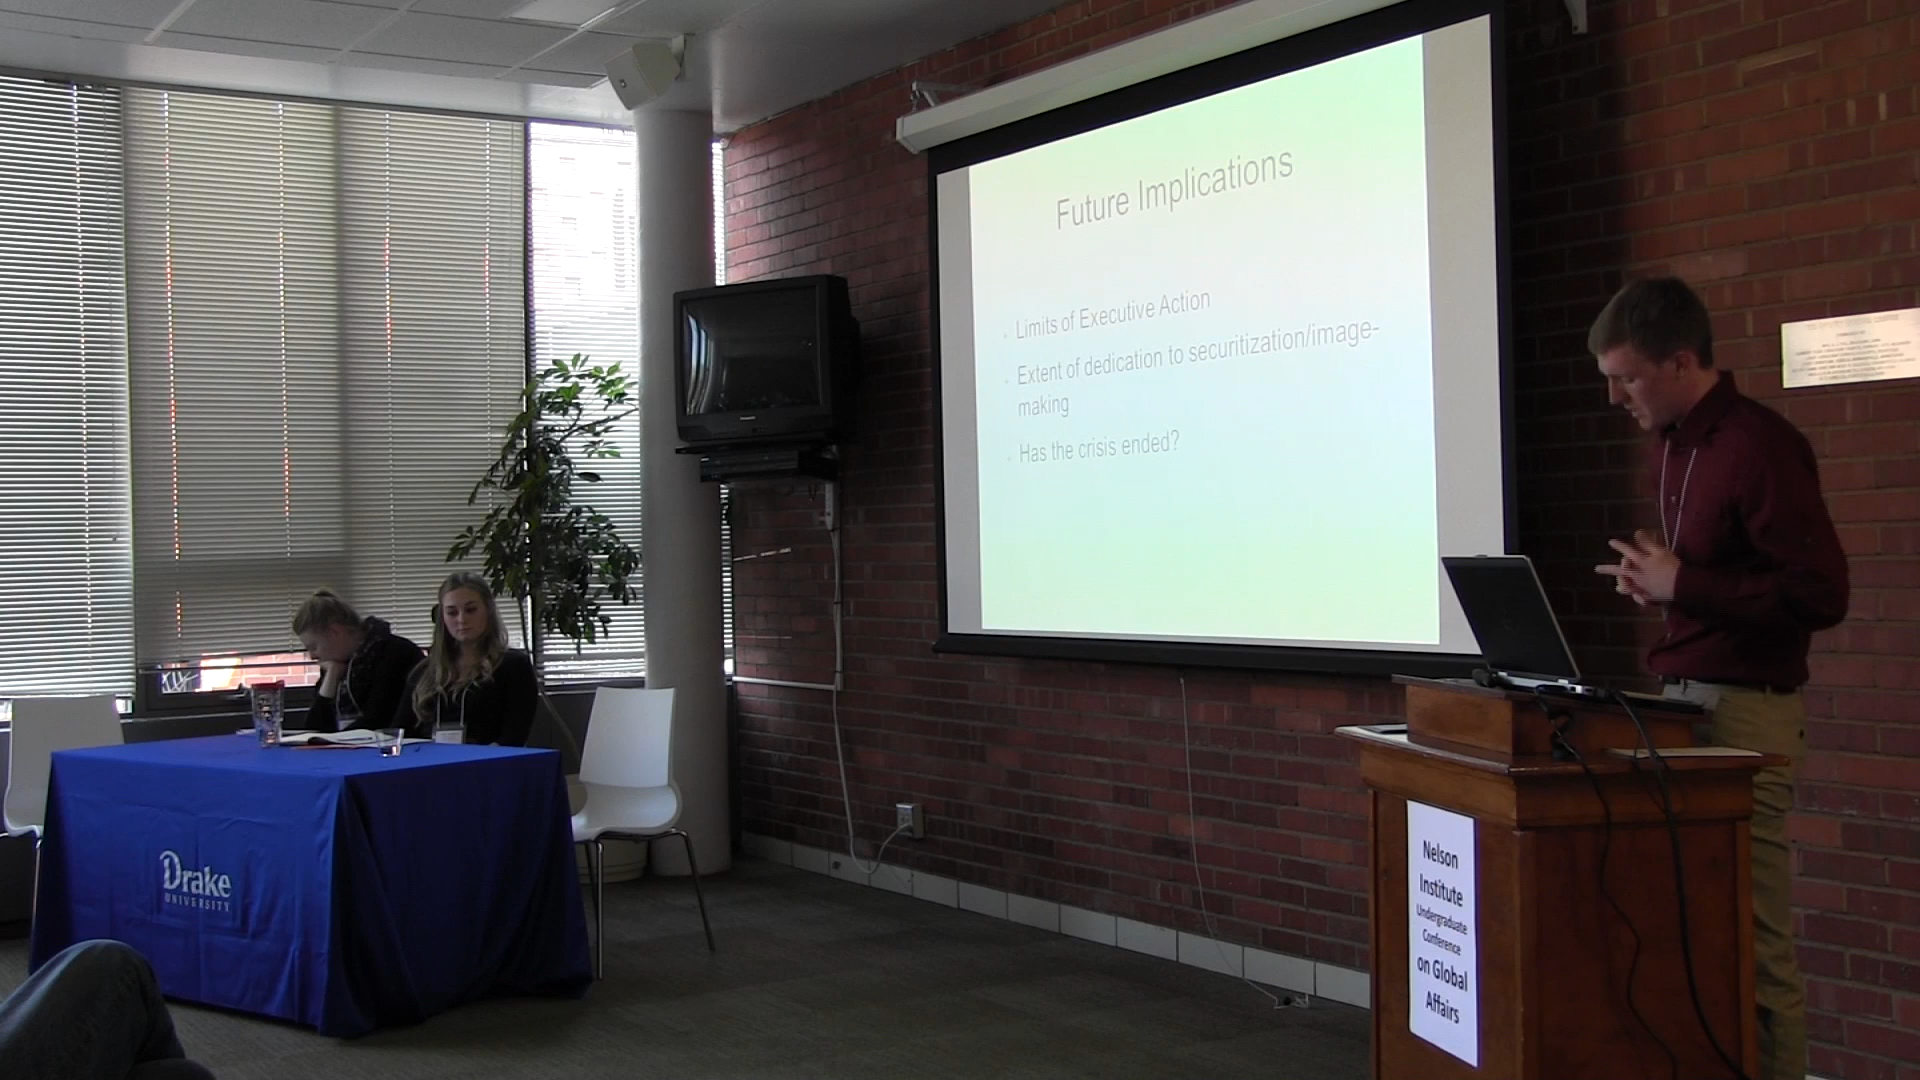 Future Implications
Limits of Executive Action
Extent of dedication to securitization/image-
making
Has the crisis ended?
Drake
UNIVERSITY
Nelson
Institute
Undergraduate
Conference
on Global
Affairs